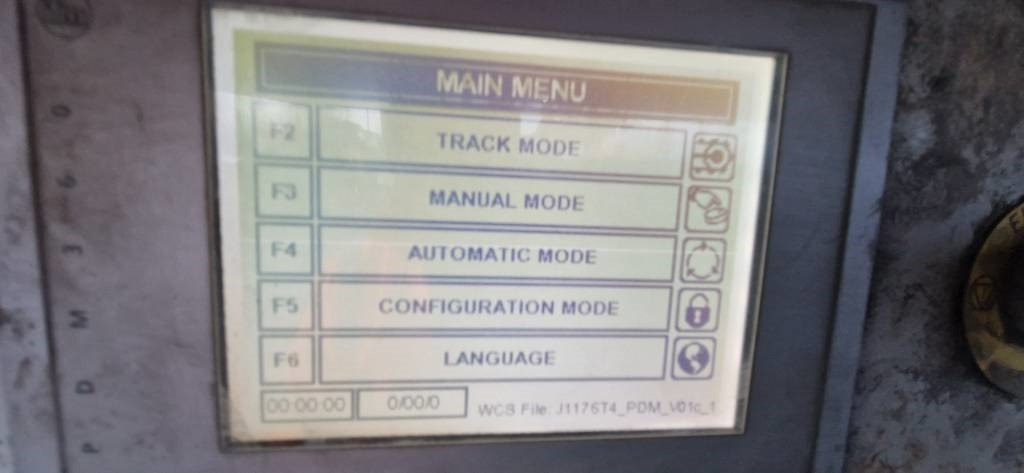 MAIN MENU
F2 TRACK MODE
F3 MANUAL MODE
F4 AUTOMATIC MODE
F5 CONFIGURATION MODE
F6 LANGUAGE
00:00:00 0/00/0 WCS File: J1176T4_PDM_V01c_1
PDM360